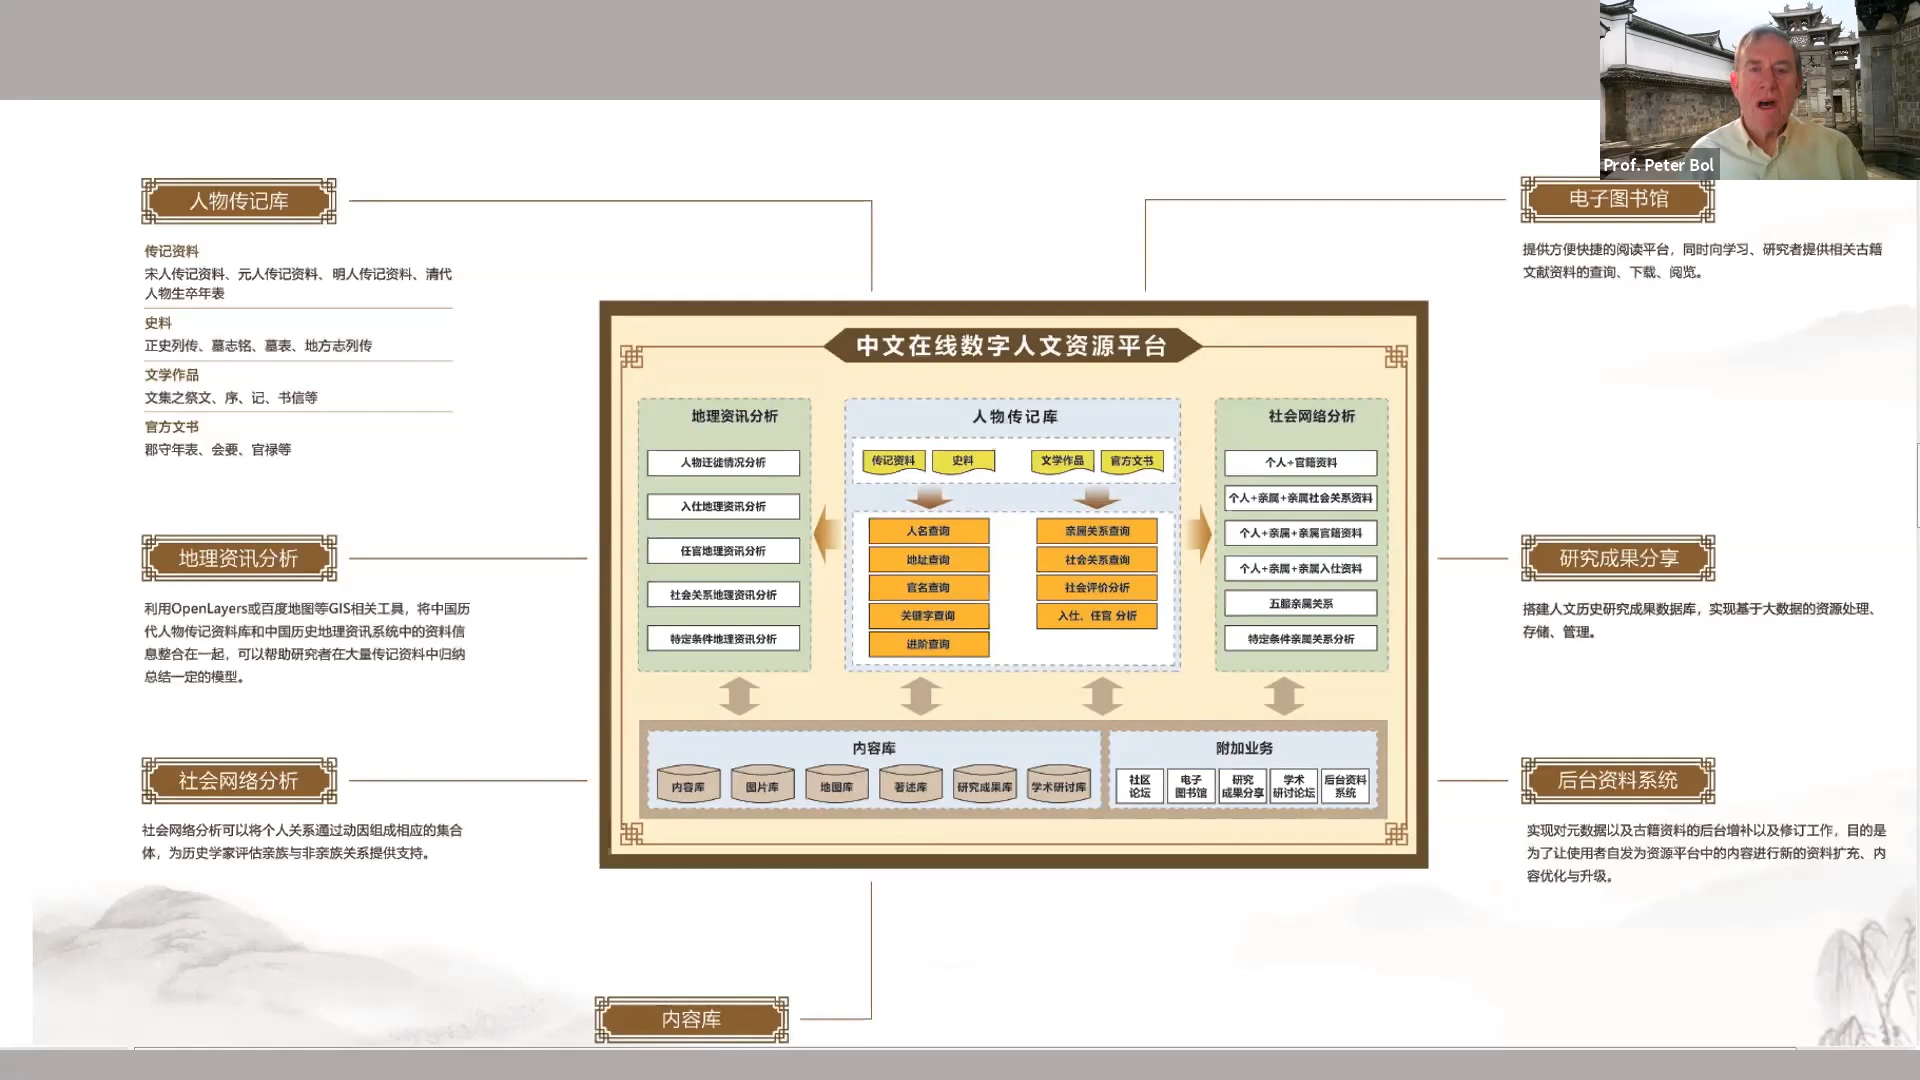 Prof. Peter Bol
人物传记库
传记资料
宋人传记资料、元人传记资料、明人传记资料、清代
人物生卒年表
史料
正史列传、墓志铭、墓表、地方志列传
文学作品
文集之祭文、序、记、书信等
官方文书
郡守年表、会要、官禄等
地理资讯分析
利用OpenLayers或百度地图等GIS相关工具，将中国历
代人物传记资料库和中国历史地理资讯系统中的资料信
息整合在一起，可以帮助研究者在大量传记资料中归纳
总结一定的模型。
社会网络分析
社会网络分析可以将个人关系通过动因组成相应的集合
体，为历史学家评估亲族与非亲族关系提供支持。
中文在线数字人文资源平台
地理资讯分析
人物迁徙情况分析
入仕地理资讯分析
任官地理资讯分析
社会关系地理资讯分析
特定条件地理资讯分析
人物传记库
传记资料
史料
文学作品
官方文书
人名查询
地址查询
官名查询
关键字查询
进阶查询
亲属关系查询
社会关系查询
社会评价分析
入仕、任官 分析
社会网络分析
个人+官籍资料
个人+亲属+亲属社会关系资料
个人+亲属+亲属官籍资料
个人+亲属+亲属入仕资料
五服亲属关系
特定条件亲属关系分析
内容库
内容库
图片库
地图库
著述库
研究成果库
学术研讨库
附加业务
社区
论坛
电子
图书馆
研究
成果分享
学术
研讨论坛
后台资料
系统
电子图书馆
提供方便快捷的阅读平台，同时向学习、研究者提供相关古籍
文献资料的查询、下载、阅览。
研究成果分享
搭建人文历史研究成果数据库，实现基于大数据的资源处理、
存储、管理。
后台资料系统
实现对元数据以及古籍资料的后台增补以及修订工作，目的是
为了让使用者自发为资源平台中的内容进行新的资料扩充、内
容优化与升级。
内容库